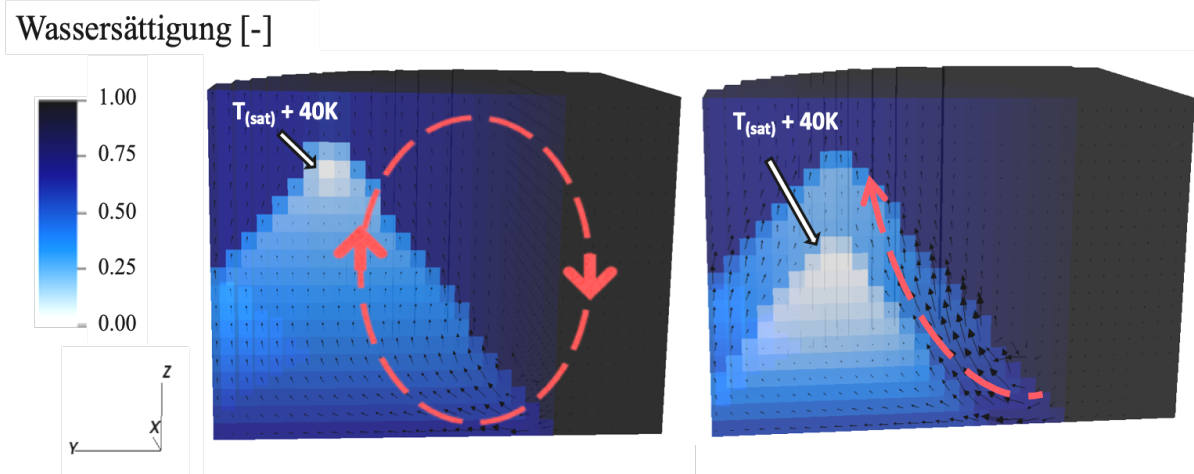 Wassersättigung [-]
1.00
0.75
0.50
0.25
0.00
Z
X
Y
T(sat) + 40K
T(sat) + 40K